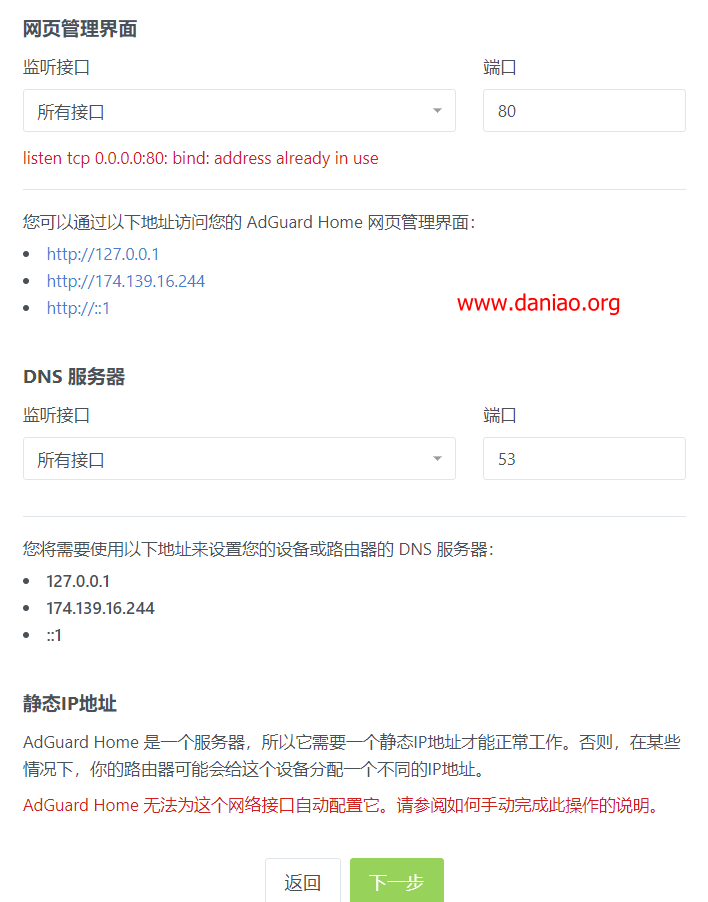 网页管理界面
监听接口 端口
所有接口 80
listen tcp 0.0.0.0:80: bind: address already in use
您可以通过以下地址访问您的 AdGuard Home 网页管理界面：
• http://127.0.0.1
• http://174.139.16.244
www.daniao.org
• http://::1
DNS 服务器
监听接口 端口
所有接口 53
您将需要使用以下地址来设置您的设备或路由器的 DNS 服务器：
• 127.0.0.1
• 174.139.16.244
• ::1
静态IP地址
AdGuard Home 是一个服务器，所以它需要一个静态IP地址才能正常工作。否则，在某些
情况下，你的路由器可能会给这个设备分配一个不同的IP地址。
AdGuard Home 无法为这个网络接口自动配置它。请参阅如何手动完成此操作的说明。
返回 下一步